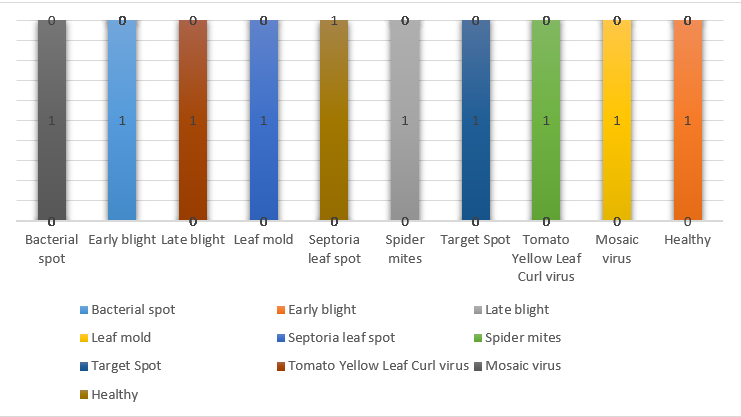 0 0 0 0 1 0 0 0 0 0
1 1 1 1 1 1 1 1 1
0 0 0 0 0 0 0 0 0
Bacterial
spot
Early blight
Late blight
Leaf mold
Septoria
leaf spot
Spider
mites
Target Spot
Tomato
Yellow Leaf
Curl virus
Mosaic
virus
Healthy
Bacterial spot
Early blight
Late blight
Leaf mold
Septoria leaf spot
Spider mites
Target Spot
Tomato Yellow Leaf Curl virus
Mosaic virus
Healthy